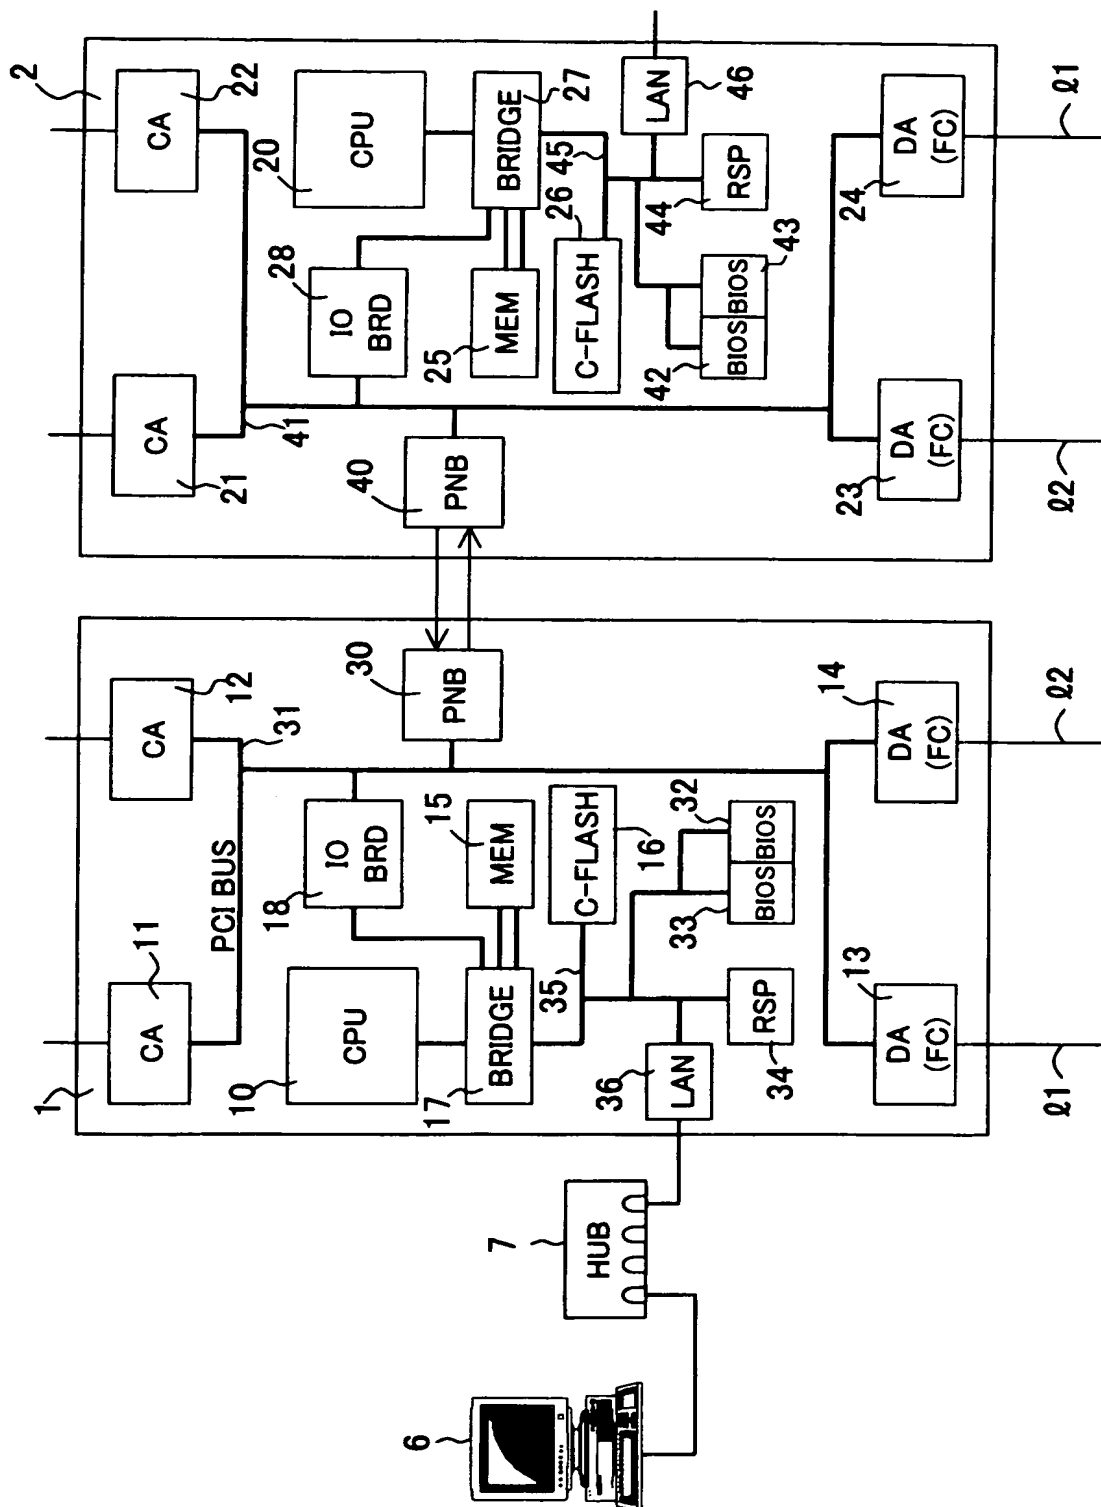 1
CA
11
PCI BUS
CA
12
31
10
CPU
18
IO
BRD
PNB
30
17
BRIDGE
MEM
15
35
C-FLASH
16
36
LAN
RSP
34
33
BIOS
BIOS
32
13
DA
(FC)
14
DA
(FC)
ℓ1
ℓ2
6
7
HUB
2
CA
21
CA
22
41
20
CPU
28
IO
BRD
40
PNB
25
MEM
BRIDGE
27
26
C-FLASH
45
LAN
46
44
RSP
42
BIOS
BIOS
43
23
DA
(FC)
24
DA
(FC)
ℓ2
ℓ1